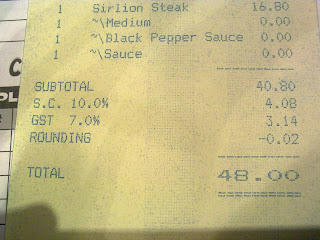 1 Sirlion Steak 16.80
1 ~\Medium 0.00
1 ~\Black Pepper Sauce 0.00
1 ~\Sauce 0.00
SUBTOTAL 40.80
S.C. 10.0% 4.08
GST 7.0% 3.14
ROUNDING -0.02
TOTAL 48.00